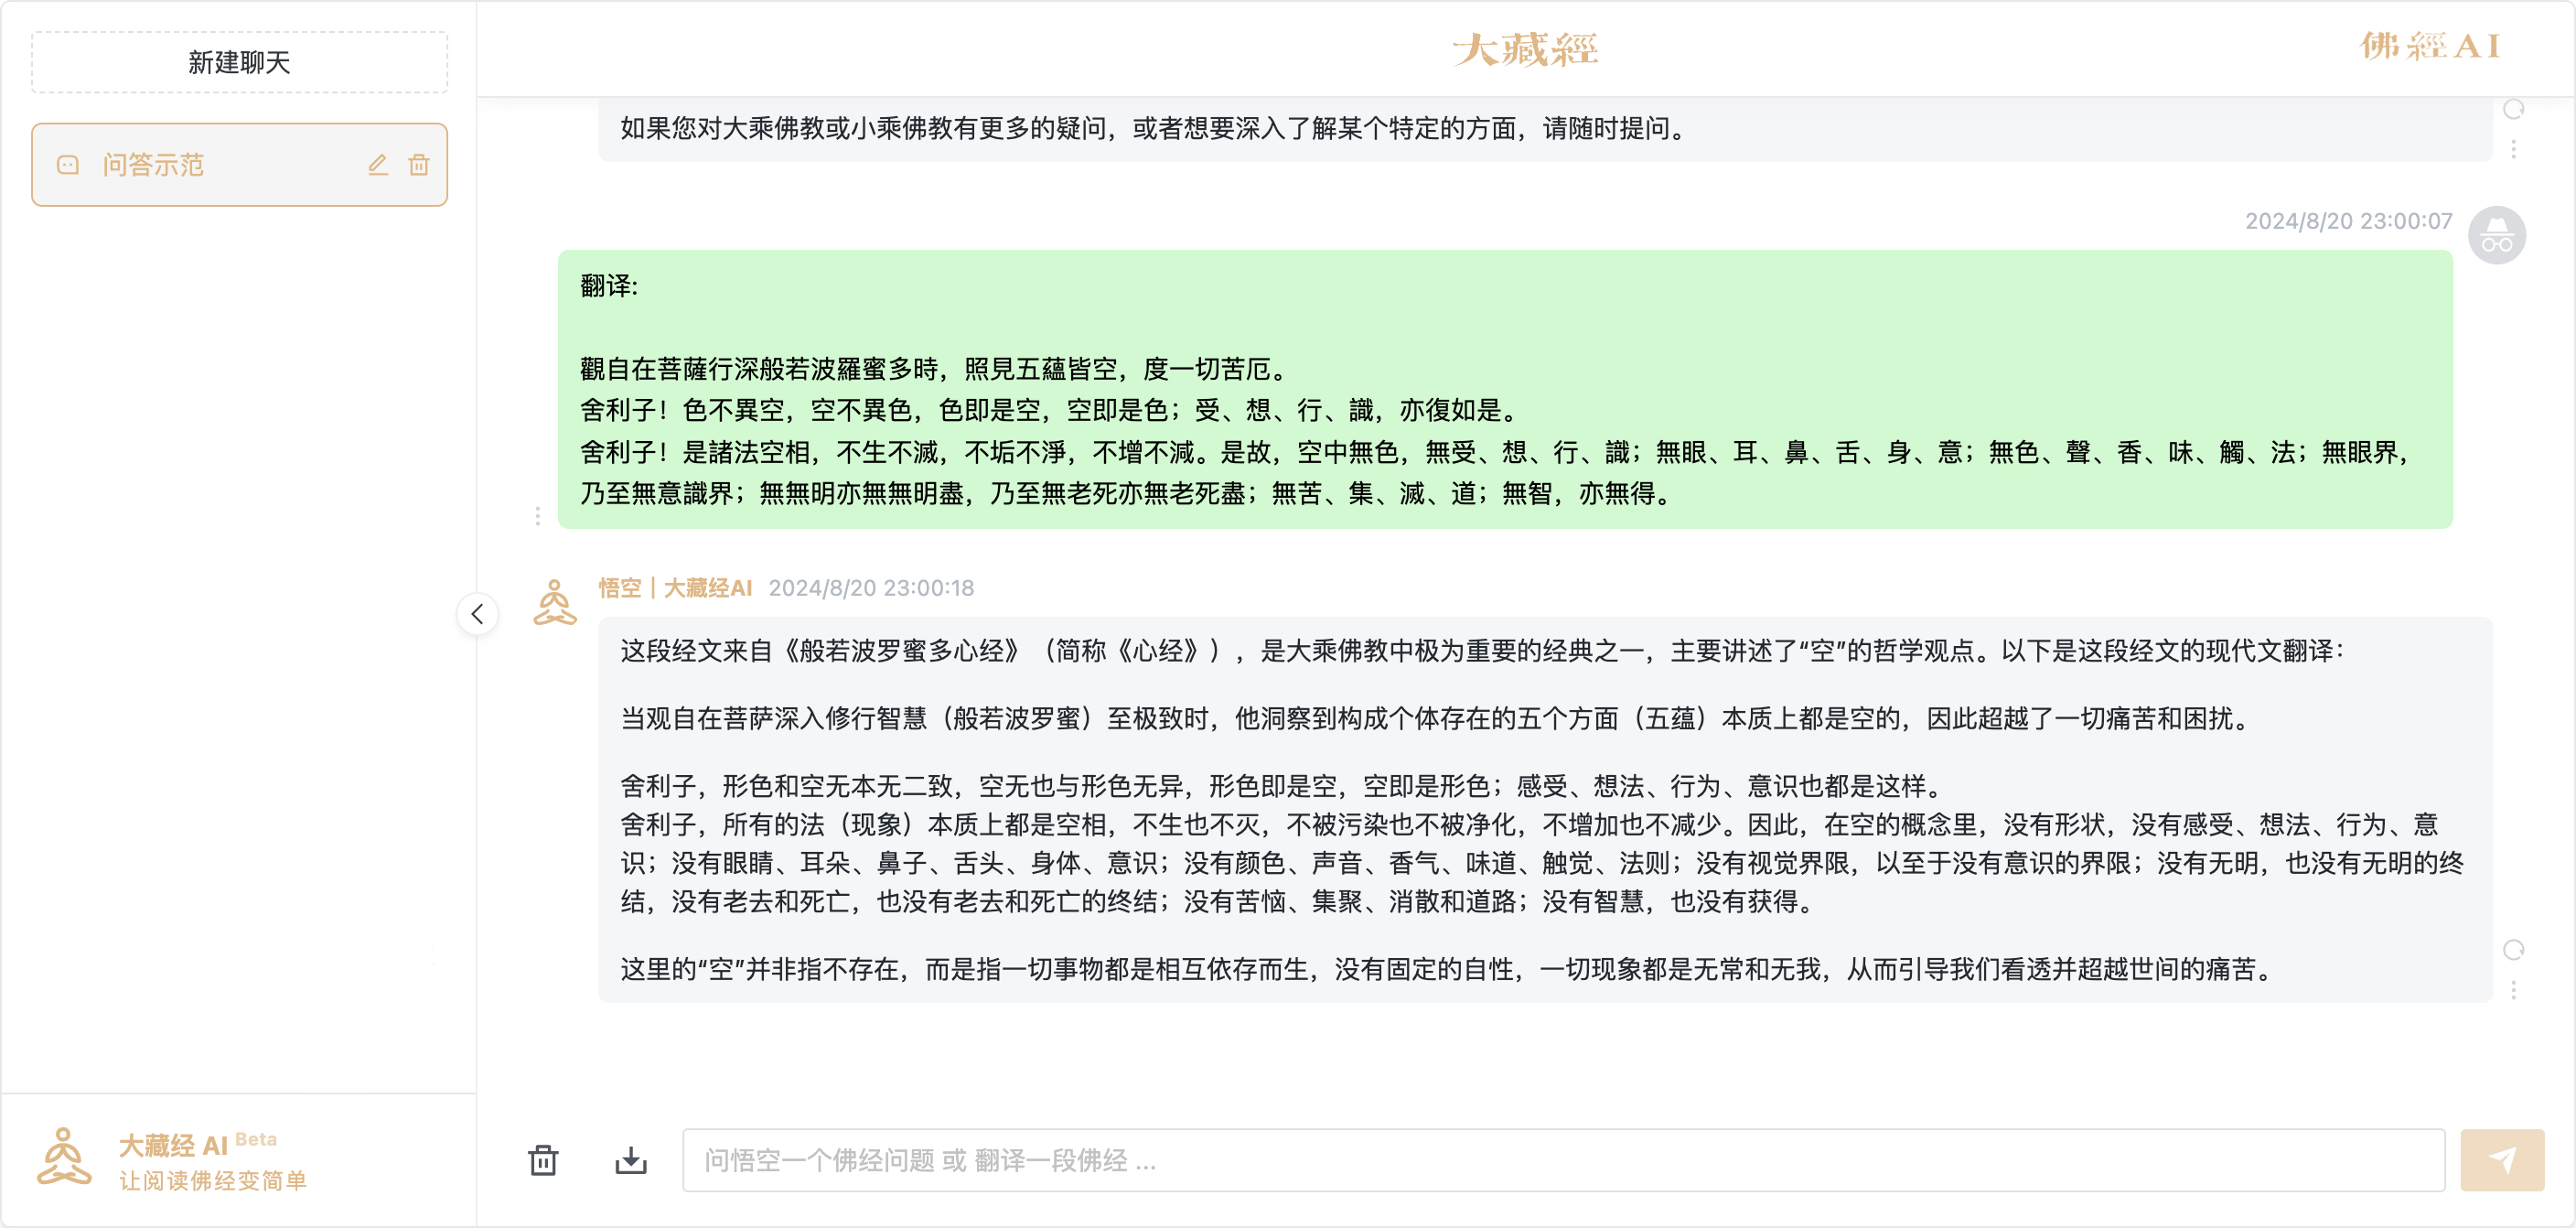 新建聊天
问答示范
大藏經
佛經AI
如果您对大乘佛教或小乘佛教有更多的疑问，或者想要深入了解某个特定的方面，请随时提问。
2024/8/20 23:00:07
翻译:
觀自在菩薩行深般若波羅蜜多時，照見五蘊皆空，度一切苦厄。
舍利子！色不異空，空不異色，色即是空，空即是色；受、想、行、識，亦復如是。
舍利子！是諸法空相，不生不滅，不垢不淨，不增不減。是故，空中無色，無受、想、行、識；無眼、耳、鼻、舌、身、意；無色、聲、香、味、觸、法；無眼界，
乃至無意識界；無無明亦無無明盡，乃至無老死亦無老死盡；無苦、集、滅、道；無智，亦無得。
悟空｜大藏经AI 2024/8/20 23:00:18
这段经文来自《般若波罗蜜多心经》（简称《心经》），是大乘佛教中极为重要的经典之一，主要讲述了“空”的哲学观点。以下是这段经文的现代文翻译：
当观自在菩萨深入修行智慧（般若波罗蜜）至极致时，他洞察到构成个体存在的五个方面（五蕴）本质上都是空的，因此超越了一切痛苦和困扰。
舍利子，形色和空无本无二致，空无也与形色无异，形色即是空，空即是形色；感受、想法、行为、意识也都是这样。
舍利子，所有的法（现象）本质上都是空相，不生也不灭，不被污染也不被净化，不增加也不减少。因此，在空的概念里，没有形状，没有感受、想法、行为、意
识；没有眼睛、耳朵、鼻子、舌头、身体、意识；没有颜色、声音、香气、味道、触觉、法则；没有视觉界限，以至于没有意识的界限；没有无明，也没有无明的终
结，没有老去和死亡，也没有老去和死亡的终结；没有苦恼、集聚、消散和道路；没有智慧，也没有获得。
这里的“空”并非指不存在，而是指一切事物都是相互依存而生，没有固定的自性，一切现象都是无常和无我，从而引导我们看透并超越世间的痛苦。
大藏经 AI Beta
让阅读佛经变简单
问悟空一个佛经问题 或 翻译一段佛经 ...